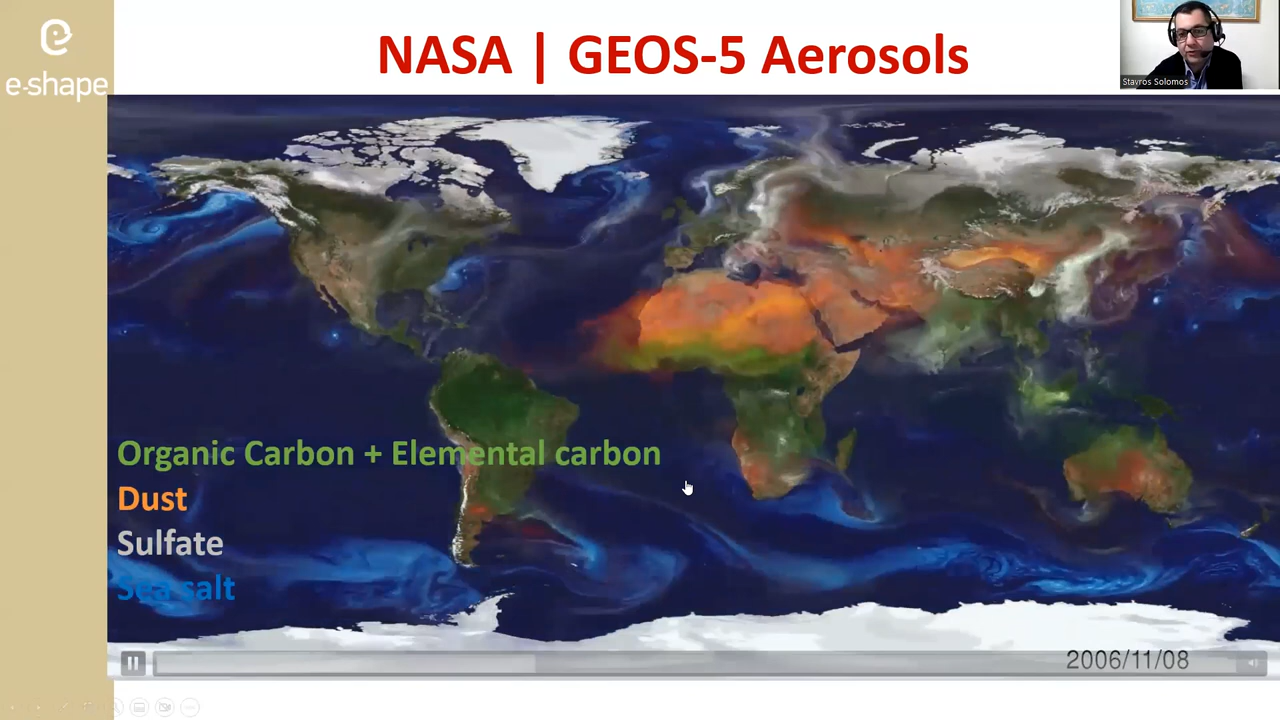 e-shape
NASA | GEOS-5 Aerosols
Stavros Solomos
Organic Carbon + Elemental carbon
Dust
Sulfate
Sea salt
2006/11/08